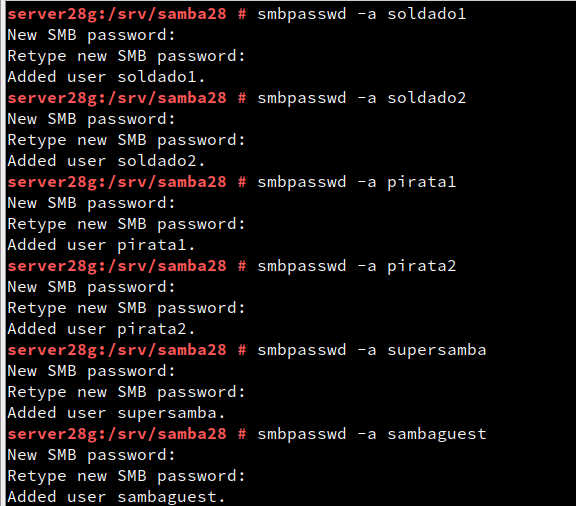 server28g:/srv/samba28 # smbpasswd -a soldado1
New SMB password:
Retype new SMB password:
Added user soldado1.
server28g:/srv/samba28 # smbpasswd -a soldado2
New SMB password:
Retype new SMB password:
Added user soldado2.
server28g:/srv/samba28 # smbpasswd -a pirata1
New SMB password:
Retype new SMB password:
Added user pirata1.
server28g:/srv/samba28 # smbpasswd -a pirata2
New SMB password:
Retype new SMB password:
Added user pirata2.
server28g:/srv/samba28 # smbpasswd -a supersamba
New SMB password:
Retype new SMB password:
Added user supersamba.
server28g:/srv/samba28 # smbpasswd -a sambaguest
New SMB password:
Retype new SMB password:
Added user sambaguest.